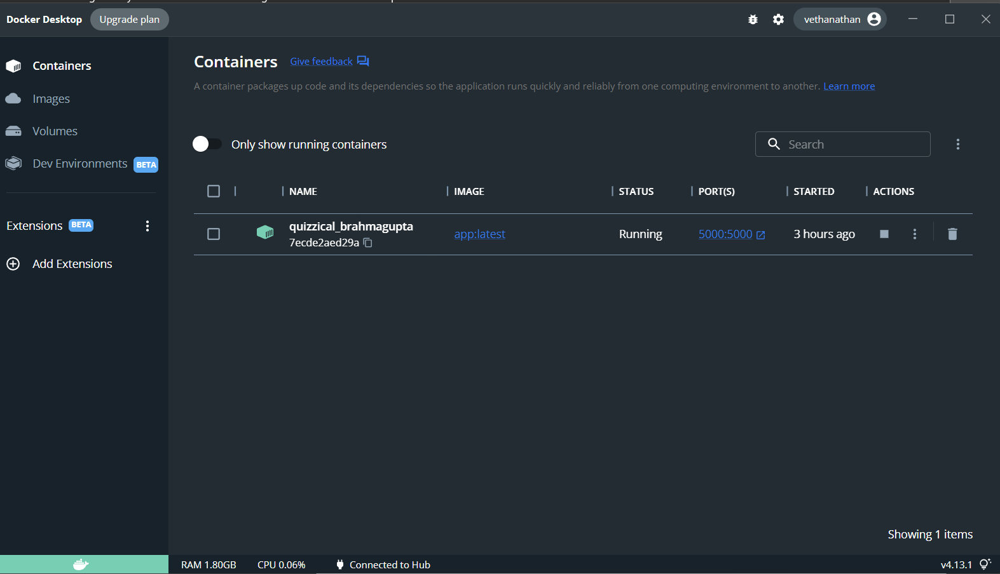 Docker Desktop Upgrade plan vethanathan
Containers
Images
Volumes
Dev Environments BETA
Extensions BETA
Add Extensions
Containers Give feedback
A container packages up code and its dependencies so the application runs quickly and reliably from one computing environment to another. Learn more
Only show running containers Search
NAME IMAGE STATUS PORT(S) STARTED ACTIONS
quizzical_brahmagupta
7ecde2aed29a
app:latest Running 5000:5000 3 hours ago
Showing 1 items
RAM 1.80GB CPU 0.06% Connected to Hub v4.13.1